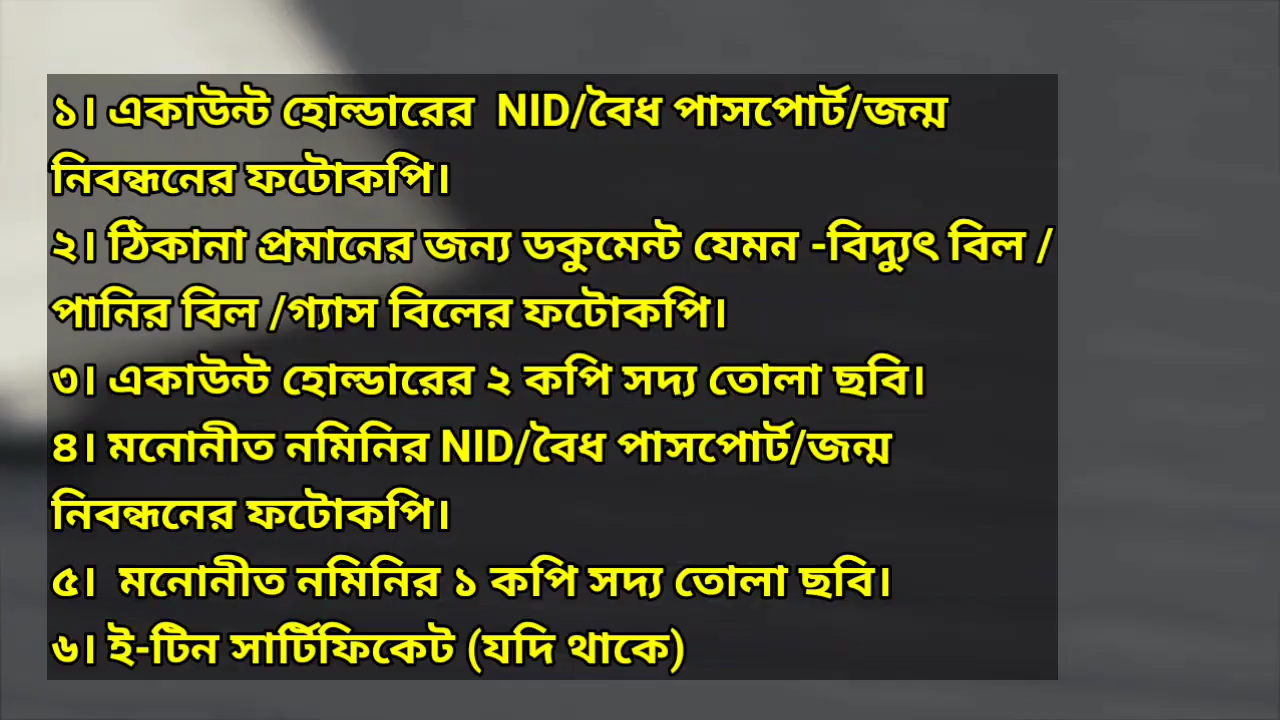 ১। একাউন্ট হোল্ডারের NID/বৈধ পাসপোর্ট/জন্ম
নিবন্ধনের ফটোকপি।
২। ঠিকানা প্রমানের জন্য ডকুমেন্ট যেমন -বিদ্যুৎ বিল /
পানির বিল /গ্যাস বিলের ফটোকপি।
৩। একাউন্ট হোল্ডারের ২ কপি সদ্য তোলা ছবি।
৪। মনোনীত নমিনির NID/বৈধ পাসপোর্ট/জন্ম
নিবন্ধনের ফটোকপি।
৫। মনোনীত নমিনির ১ কপি সদ্য তোলা ছবি।
৬। ই-টিন সার্টিফিকেট (যদি থাকে)